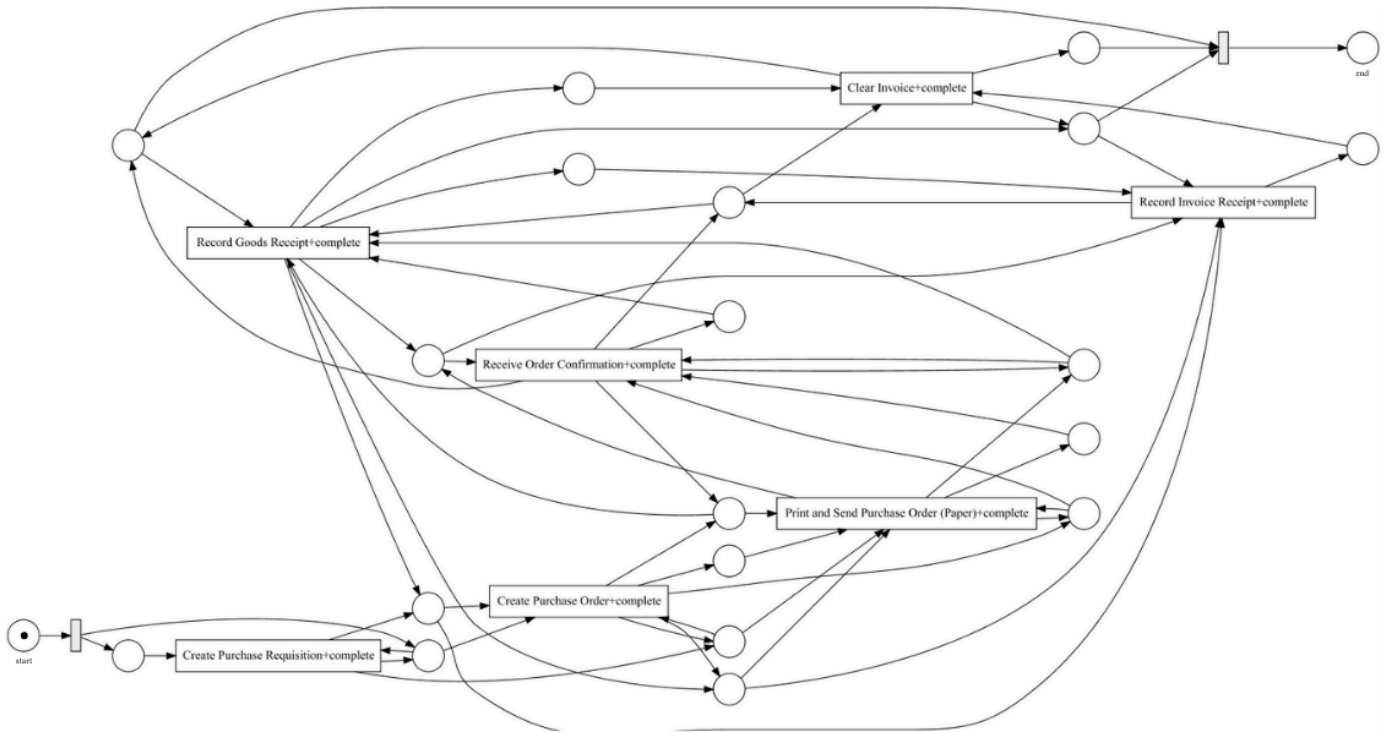 end
Clear Invoice+complete
Record Invoice Receipt+complete
Record Goods Receipt+complete
Receive Order Confirmation+complete
Print and Send Purchase Order (Paper)+complete
Create Purchase Order+complete
start
Create Purchase Requisition+complete